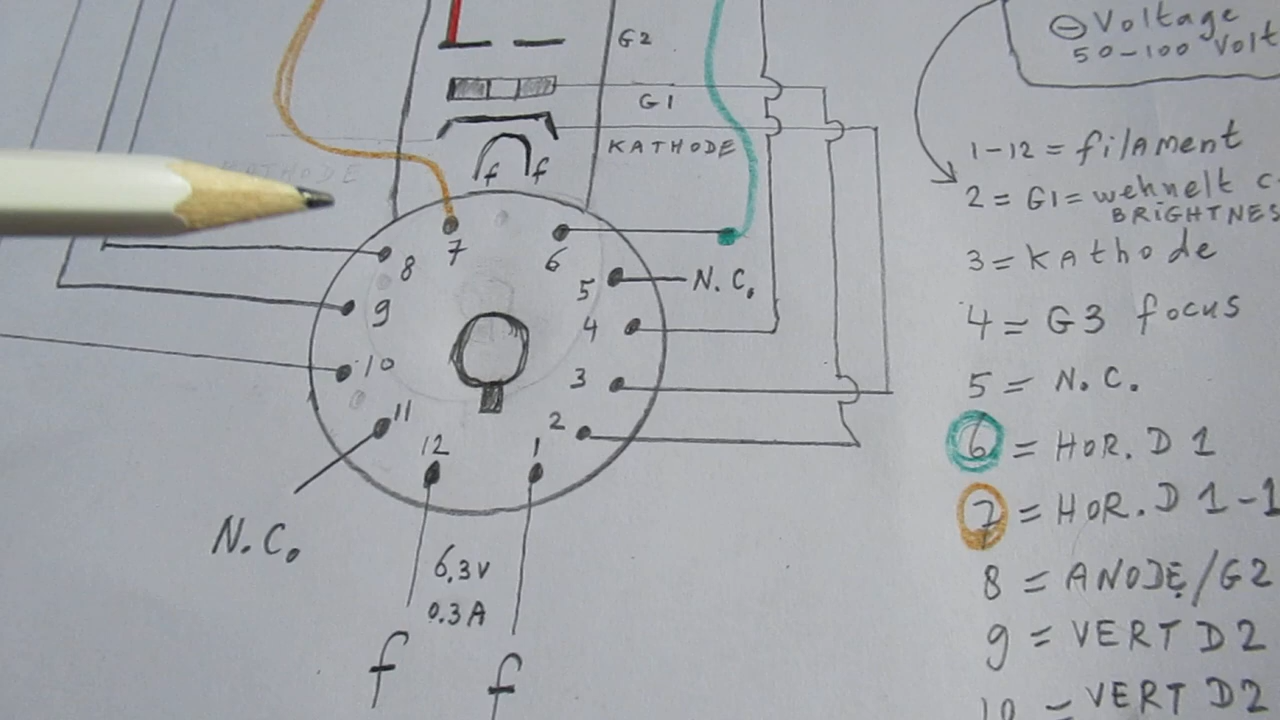 G2
G1
KATHODE
f f
⊖ Voltage
50-100 Volt
1-12 = filament
2 = G1 = wehnelt
BRIGHTNES
3 = KAthode
4 = G3 focus
5 = N.C.
6 = HOR. D 1
7 = HOR. D 1-1
8 = ANODE/G2
9 = VERT D2
10 = VERT D2
7
6
8
5 N.C.
9
4
10
3
11
2
12
1
N.C.
6,3V
0.3A
f f